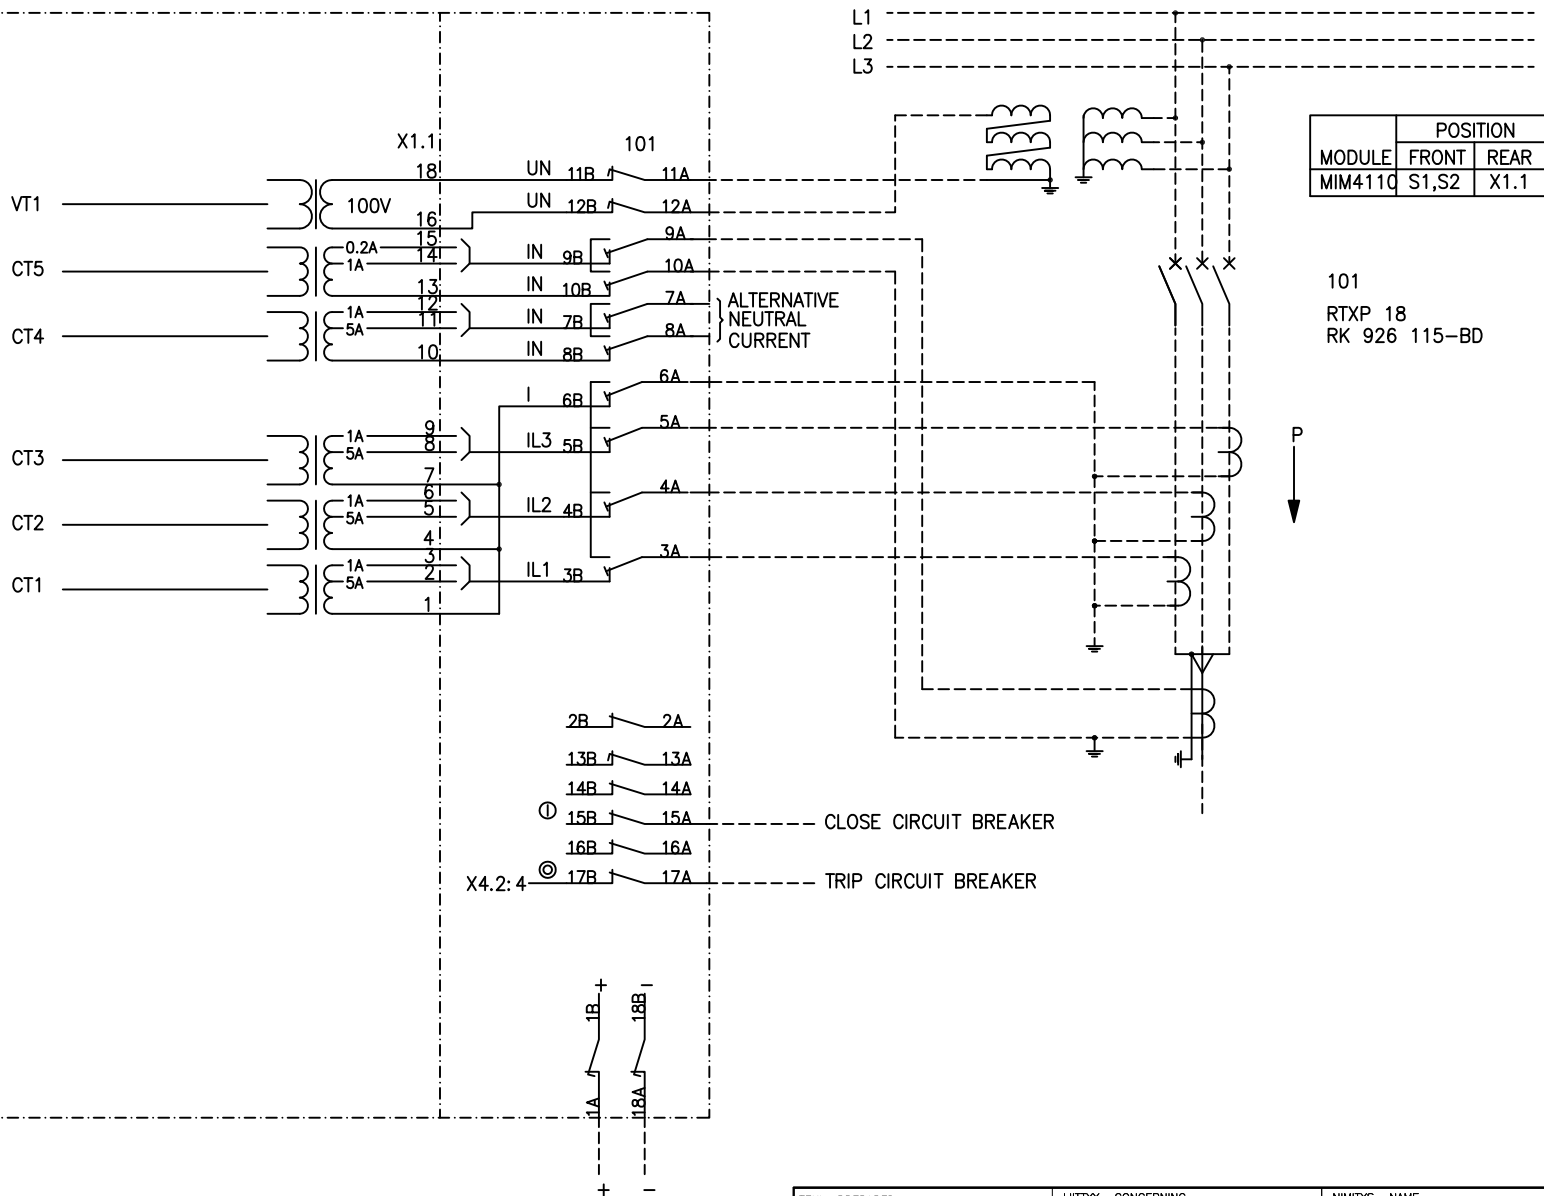 L1
L2
L3
X1.1
101
POSITION
MODULE FRONT REAR
MIM4110 S1,S2 X1.1
VT1
100V
18 UN 11B 11A
16 UN 12B 12A
CT5
0.2A 15
1A 14 IN 9B 9A
13 IN 10B 10A
CT4
1A 12
5A 11 IN 7B 7A
10 IN 8B 8A
ALTERNATIVE
NEUTRAL
CURRENT
101
RTXP 18
RK 926 115-BD
I 6B 6A
CT3
1A 9
5A 8 IL3 5B 5A
7
CT2
1A 6
5A 5 IL2 4B 4A
4
CT1
1A 3
5A 2 IL1 3B 3A
1
P
2B 2A
13B 13A
14B 14A
15B 15A CLOSE CIRCUIT BREAKER
16B 16A
X4.2:4 17B 17A TRIP CIRCUIT BREAKER
+ −
1B 18B
1A 18A
+ −